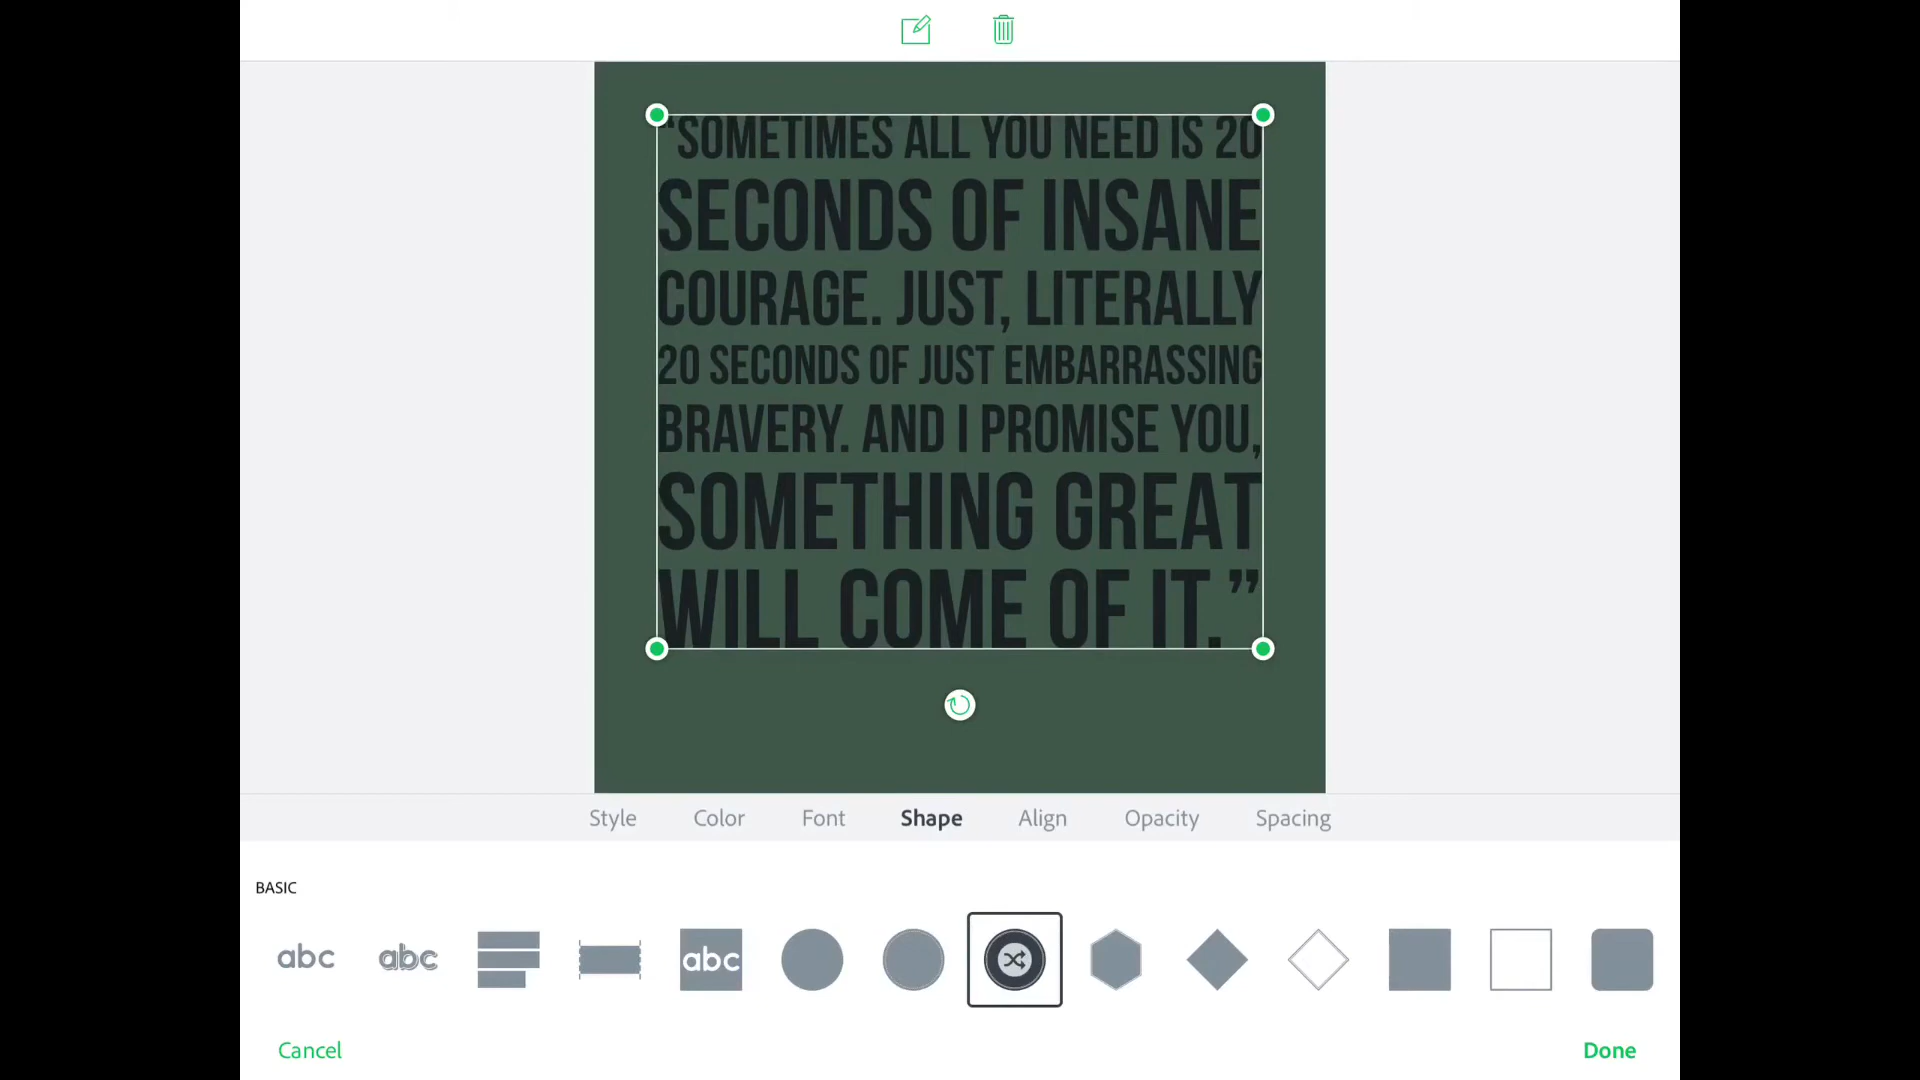 “SOMETIMES ALL YOU NEED IS 20
SECONDS OF INSANE
COURAGE. JUST, LITERALLY
20 SECONDS OF JUST EMBARRASSING
BRAVERY. AND I PROMISE YOU,
SOMETHING GREAT
WILL COME OF IT.”
Style Color Font Shape Align Opacity Spacing
BASIC
abc abc abc
Cancel Done